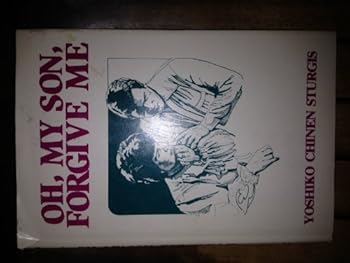 OH, MY SON,
FORGIVE ME
YOSHIKO CHINEN STURGIS